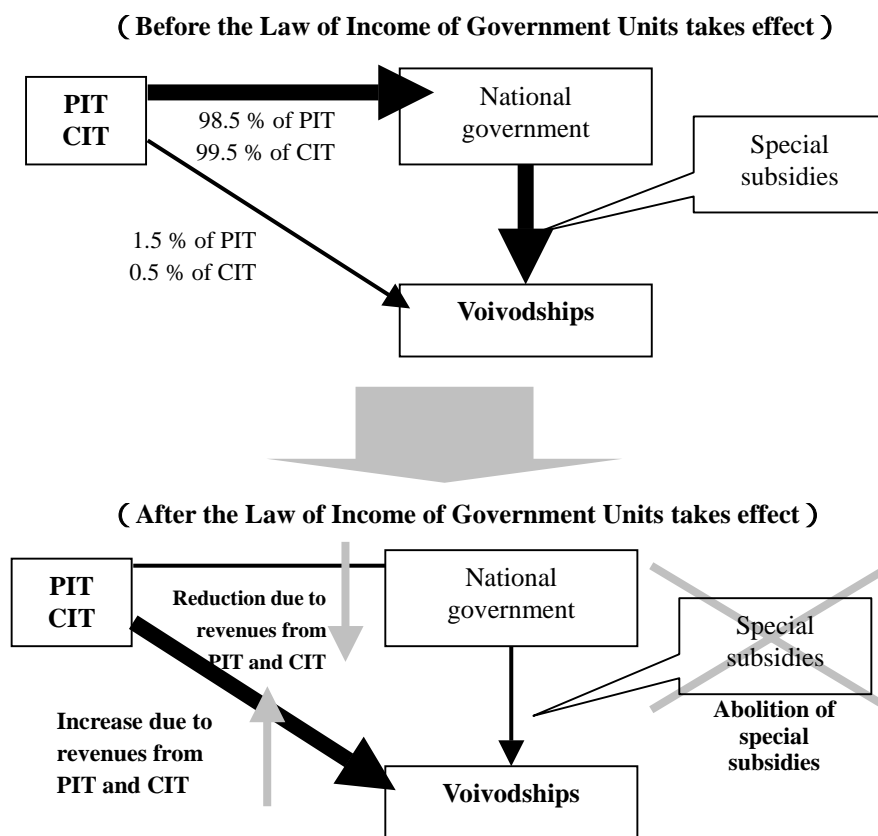 （Before the Law of Income of Government Units takes effect）
PIT
CIT
98.5 % of PIT
99.5 % of CIT
National
government
Special
subsidies
1.5 % of PIT
0.5 % of CIT
Voivodships
（After the Law of Income of Government Units takes effect）
PIT
CIT
Reduction due to
revenues from
PIT and CIT
National
government
Special
subsidies
Abolition of
special
subsidies
Increase due to
revenues from
PIT and CIT
Voivodships